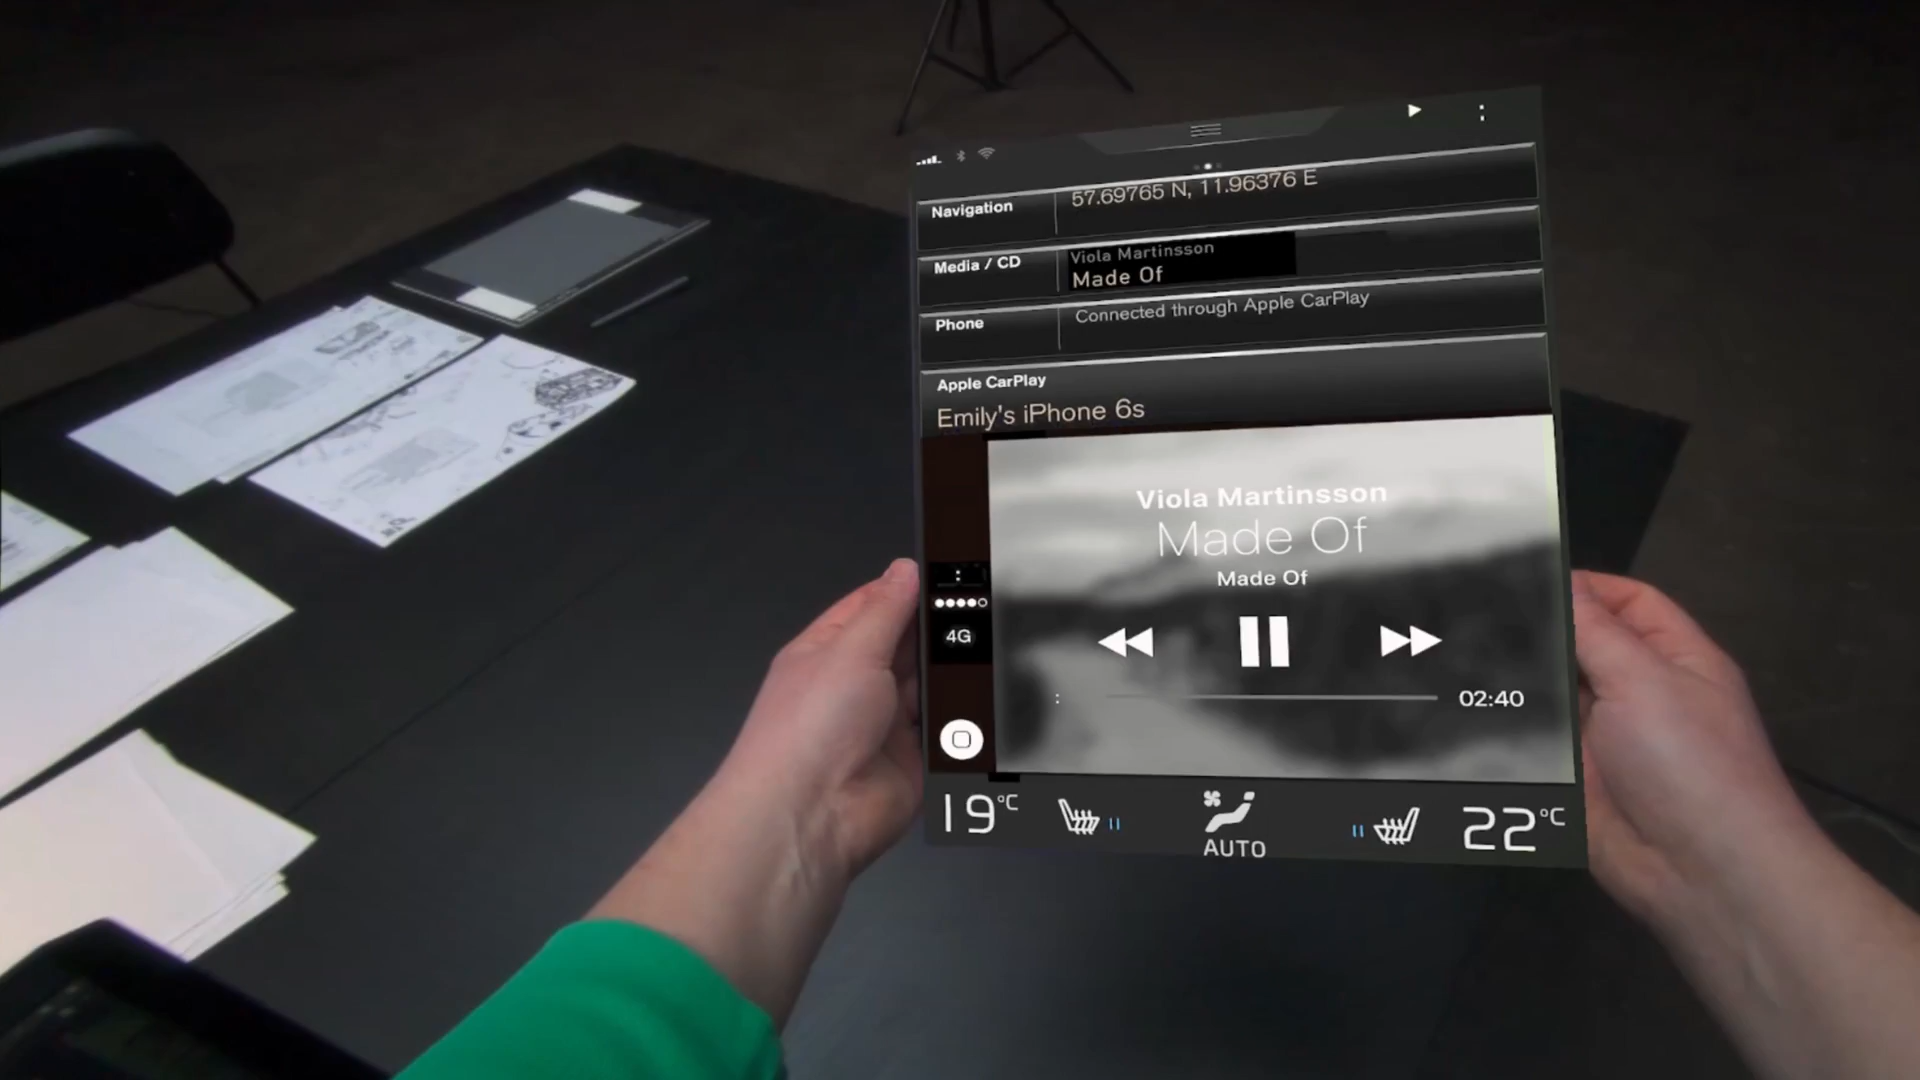 Navigation
57.69765 N, 11.96376 E
Media / CD
Viola Martinsson
Made Of
Phone
Connected through Apple CarPlay
Apple CarPlay
Emily's iPhone 6s
Viola Martinsson
Made Of
Made Of
:
4G
:
02:40
19°C
AUTO
22°C